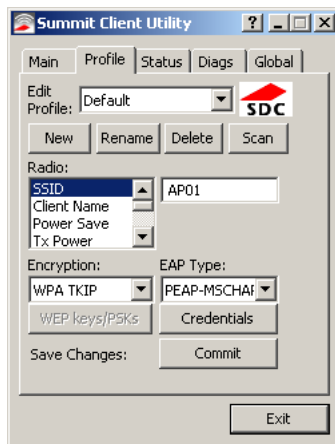 Summit Client Utility
Main Profile Status Diags Global
Edit
Profile: Default
SDC
New Rename Delete Scan
Radio:
SSID AP01
Client Name
Power Save
Tx Power
Encryption: EAP Type:
WPA TKIP PEAP-MSCHAP
WEP keys/PSKs Credentials
Save Changes: Commit
Exit